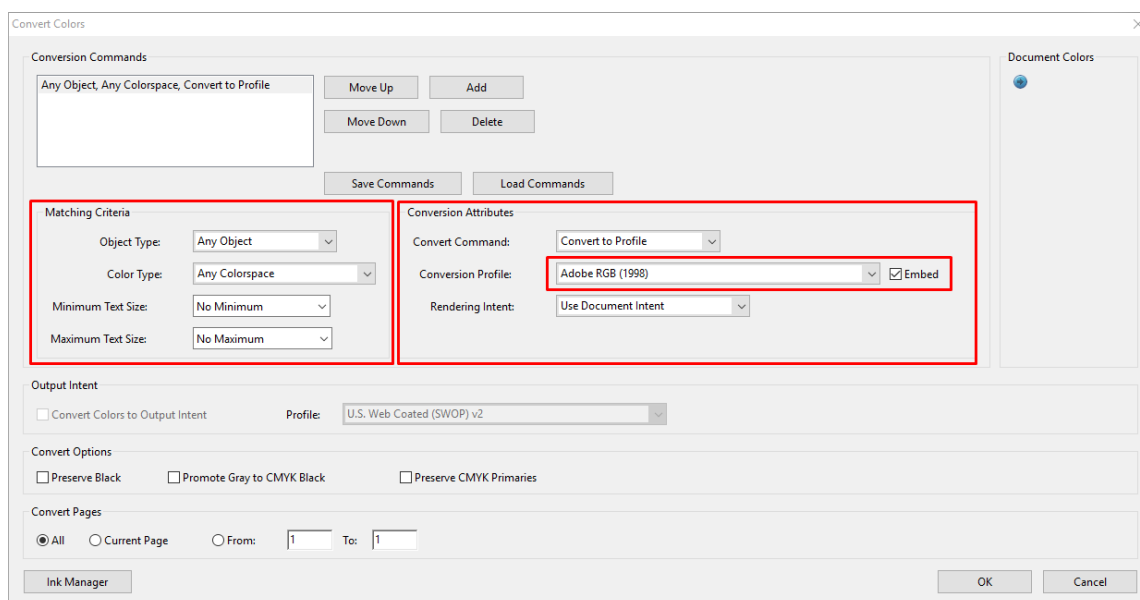 Convert Colors
Conversion Commands
Document Colors
Any Object, Any Colorspace, Convert to Profile
Move Up
Add
Move Down
Delete
Save Commands
Load Commands
Matching Criteria
Conversion Attributes
Object Type: Any Object
Convert Command: Convert to Profile
Color Type: Any Colorspace
Conversion Profile: Adobe RGB (1998) Embed
Minimum Text Size: No Minimum
Rendering Intent: Use Document Intent
Maximum Text Size: No Maximum
Output Intent
Convert Colors to Output Intent Profile: U.S. Web Coated (SWOP) v2
Convert Options
Preserve Black Promote Gray to CMYK Black Preserve CMYK Primaries
Convert Pages
All Current Page From: 1 To: 1
Ink Manager
OK
Cancel